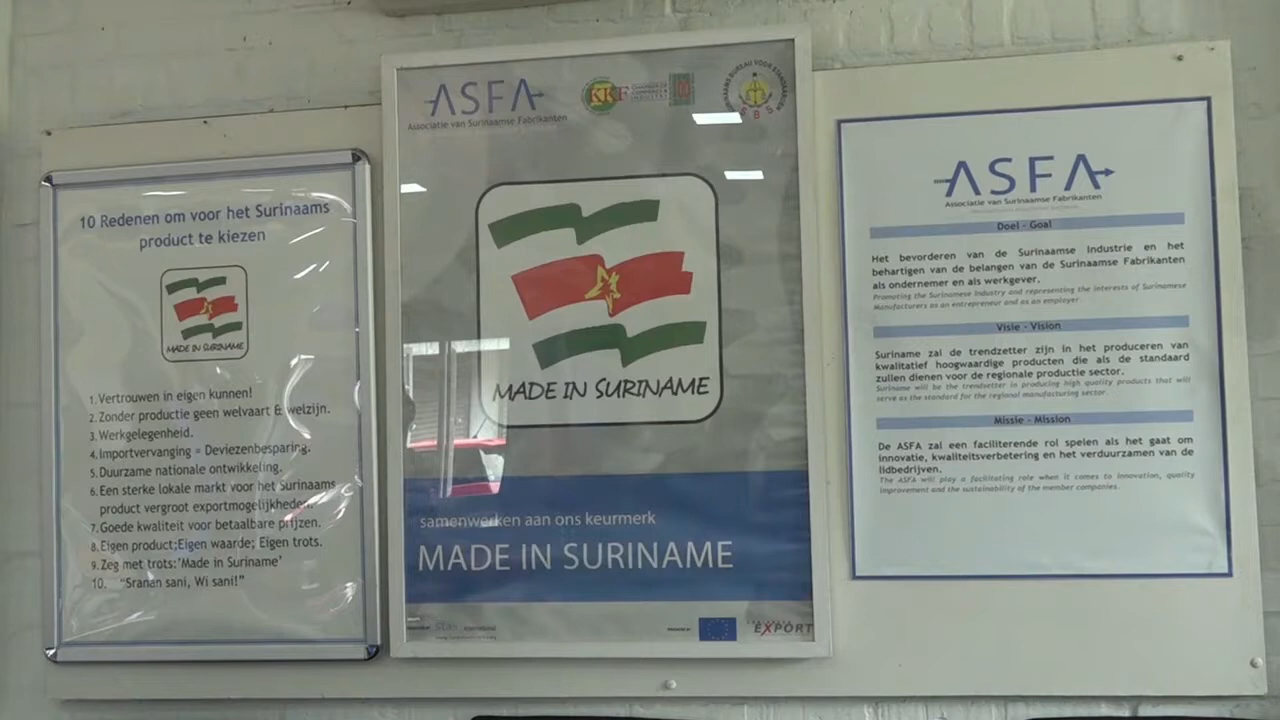 10 Redenen om voor het Surinaams
product te kiezen
MADE IN SURINAME
1. Vertrouwen in eigen kunnen!
2. Zonder productie geen welvaart & welzijn.
3. Werkgelegenheid.
4. Importvervanging = Deviezenbesparing.
5. Duurzame nationale ontwikkeling.
6. Een sterke lokale markt voor het Surinaams
product vergroot exportmogelijkheden.
7. Goede kwaliteit voor betaalbare prijzen.
8. Eigen product;Eigen waarde; Eigen trots.
9. Zeg met trots:'Made in Suriname'
10. "Sranan sani, Wi sani!"
ASFA
Associatie van Surinaamse Fabrikanten
KKF
CHAMBER OF
COMMERCE &
INDUSTRY
SURINAAMS BUREAU VOOR STANDAARDEN
SBS
MADE IN SURINAME
samenwerken aan ons keurmerk
MADE IN SURINAME
EXPORT
ASFA
Associatie van Surinaamse Fabrikanten
Doel - Goal
Het bevorderen van de Surinaamse Industrie en het
behartigen van de belangen van de Surinaamse Fabrikanten
als ondernemer en als werkgever.
Promoting the Surinamese Industry and representing the interests of Surinamese
Manufacturers as an entrepreneur and as an employer
Visie - Vision
Suriname zal de trendzetter zijn in het produceren van
kwalitatief hoogwaardige producten die als de standaard
zullen dienen voor de regionale productie sector.
Suriname will be the trendsetter in producing high quality products that will
serve as the standard for the regional manufacturing sector.
Missie - Mission
De ASFA zal een faciliterende rol spelen als het gaat om
innovatie, kwaliteitsverbetering en het verduurzamen van de
lidbedrijven.
The ASFA will play a facilitating role when it comes to innovation, quality
improvement and the sustainability of the member companies.